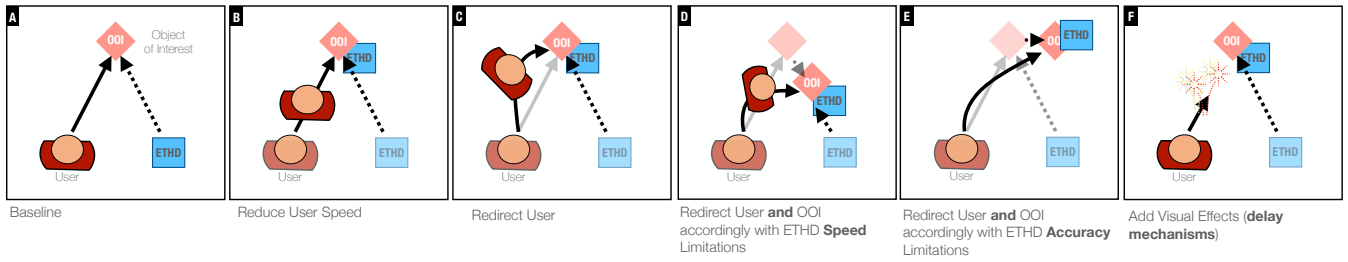 A
OOI
Object
of Interest
ETHD
User
Baseline
B
OOI
ETHD
ETHD
User
Reduce User Speed
C
OOI
ETHD
ETHD
User
Redirect User
D
OOI
ETHD
ETHD
User
Redirect User and OOI
accordingly with ETHD Speed
Limitations
E
OO
ETHD
ETHD
User
Redirect User and OOI
accordingly with ETHD Accuracy
Limitations
F
OOI
ETHD
ETHD
User
Add Visual Effects (delay
mechanisms)